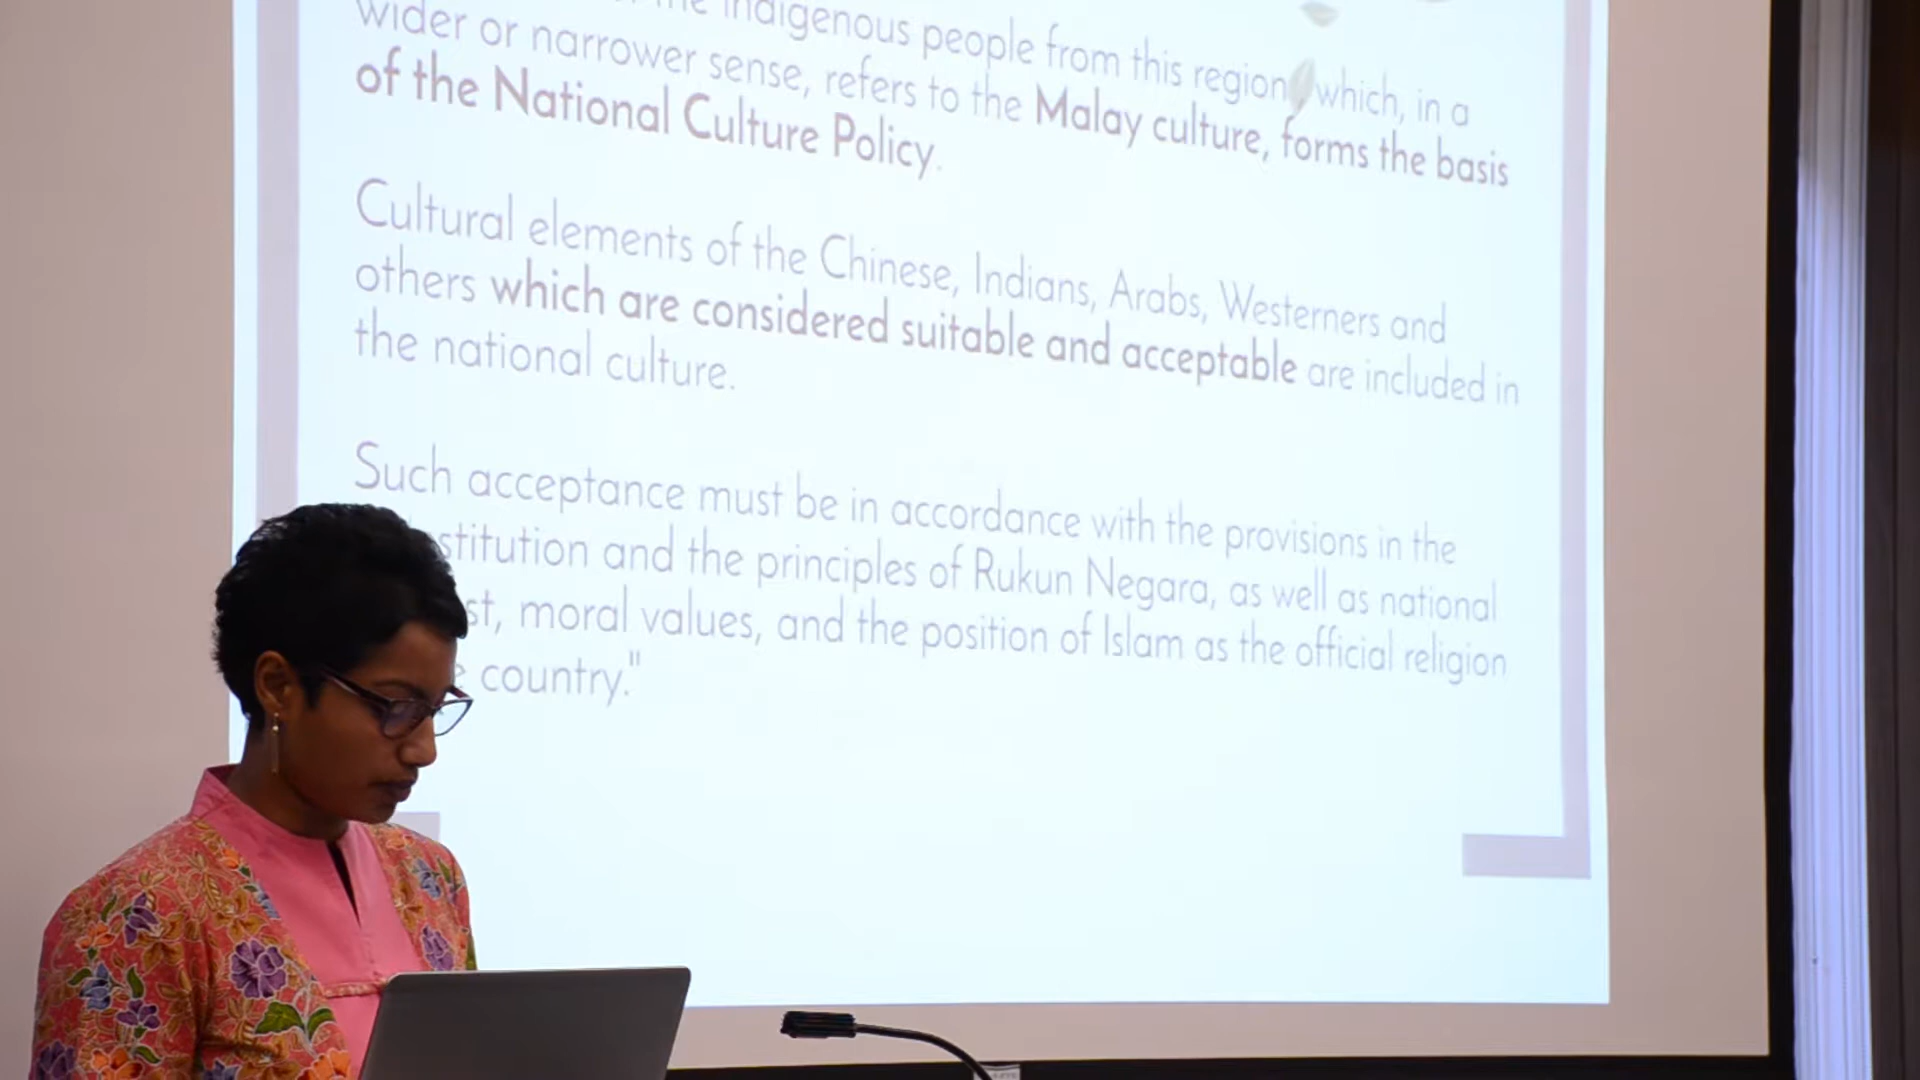 the indigenous people from this region, which, in a
wider or narrower sense, refers to the Malay culture, forms the basis
of the National Culture Policy.
Cultural elements of the Chinese, Indians, Arabs, Westerners and
others which are considered suitable and acceptable are included in
the national culture.
Such acceptance must be in accordance with the provisions in the
stitution and the principles of Rukun Negara, as well as national
st, moral values, and the position of Islam as the official religion
country."